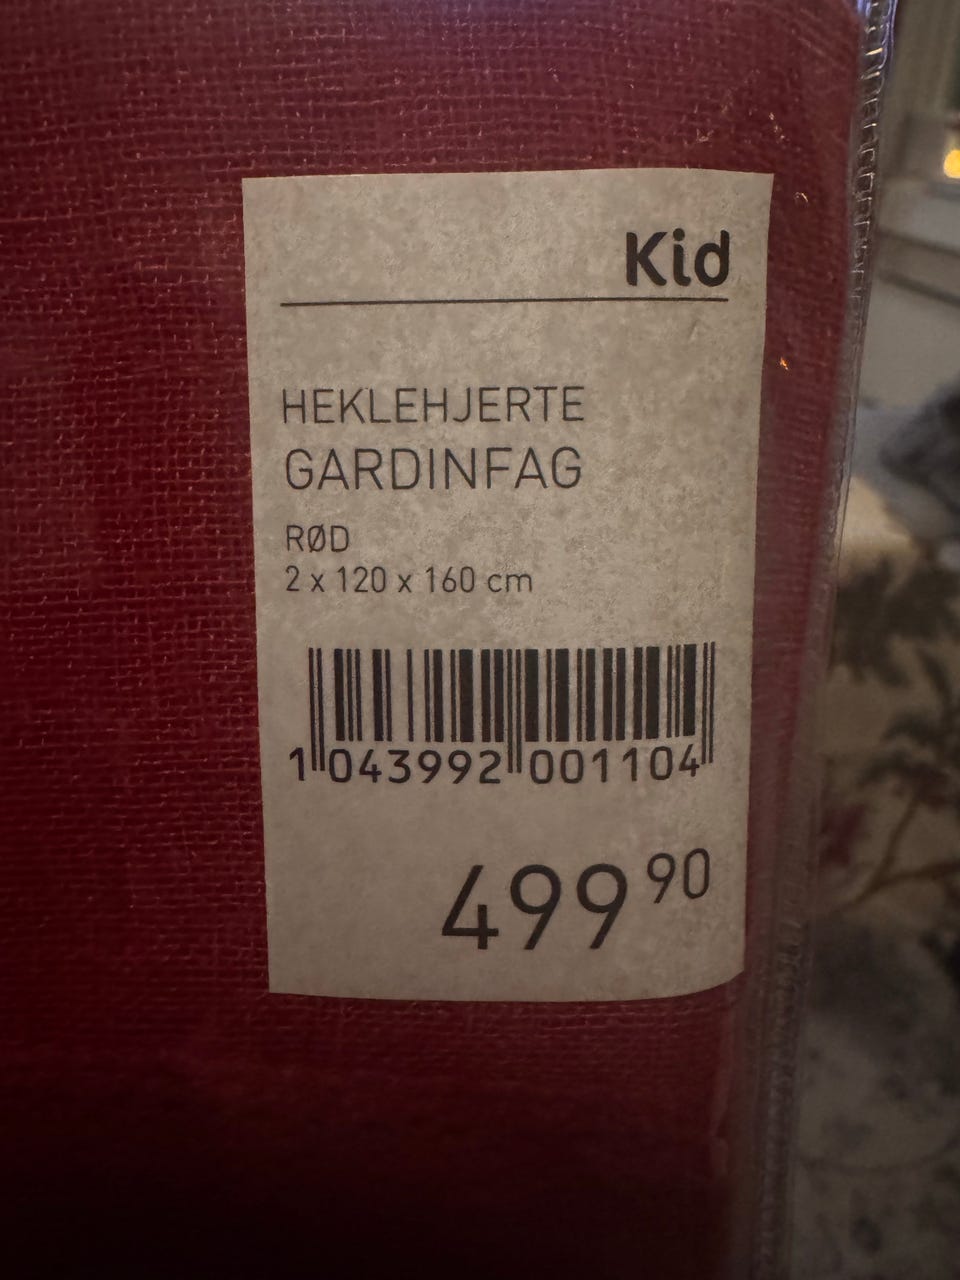 Kid
HEKLEHJERTE
GARDINFAG
RØD
2 x 120 x 160 cm
1 043992 001104
499 90